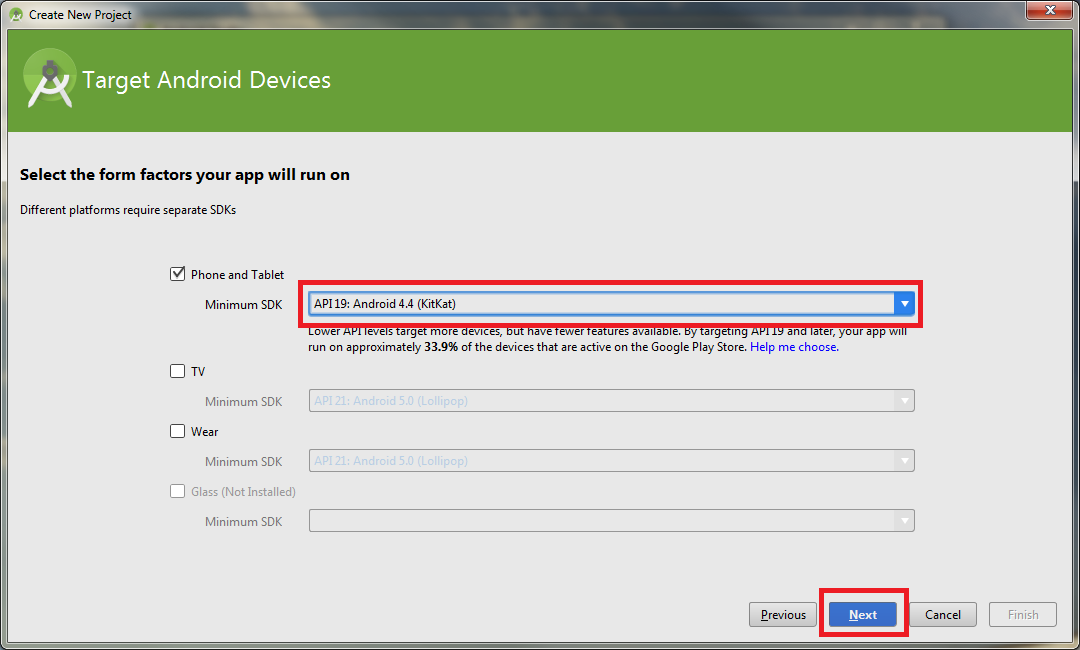 Create New Project
Target Android Devices
Select the form factors your app will run on
Different platforms require separate SDKs
Phone and Tablet
Minimum SDK
API 19: Android 4.4 (KitKat)
Lower API levels target more devices, but have fewer features available. By targeting API 19 and later, your app will
run on approximately 33.9% of the devices that are active on the Google Play Store. Help me choose.
TV
Minimum SDK
API 21: Android 5.0 (Lollipop)
Wear
Minimum SDK
API 21: Android 5.0 (Lollipop)
Glass (Not Installed)
Minimum SDK
Previous
Next
Cancel
Finish